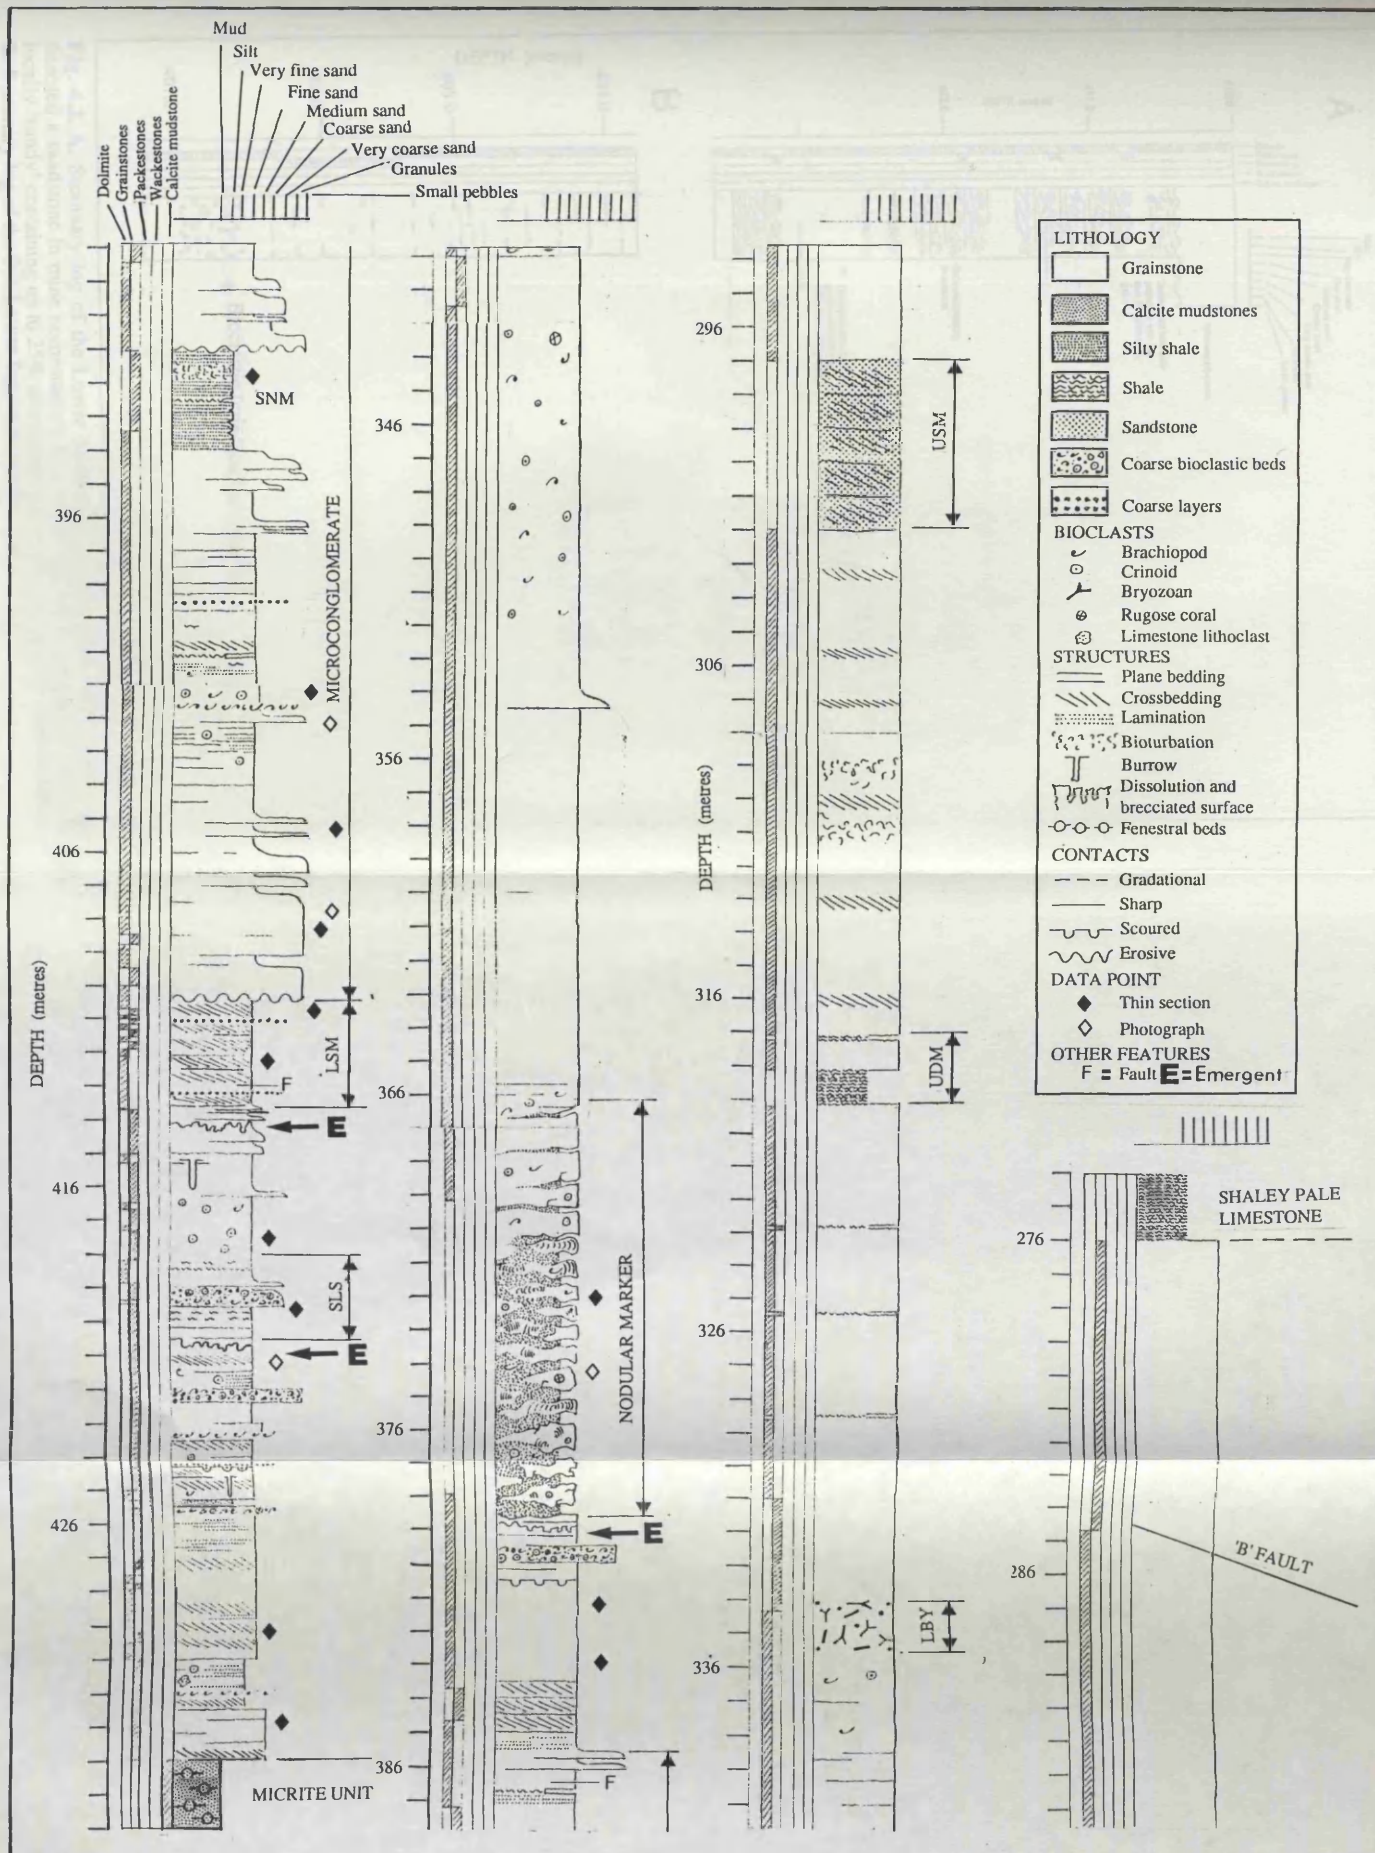 Mud
Silt
Very fine sand
Fine sand
Medium sand
Coarse sand
Very coarse sand
Granules
Small pebbles
Dolmite
Grainstones
Packestones
Wackestones
Calcite mudstone
DEPTH (metres)
396
406
416
426
SNM
MICROCONGLOMERATE
LSM
F
E
SLS
E
MICRITE UNIT
346
356
366
376
386
NODULAR MARKER
E
F
DEPTH (metres)
296
306
316
326
336
USM
UDM
LBY
LITHOLOGY
Grainstone
Calcite mudstones
Silty shale
Shale
Sandstone
Coarse bioclastic beds
Coarse layers
BIOCLASTS
Brachiopod
Crinoid
Bryozoan
Rugose coral
Limestone lithoclast
STRUCTURES
Plane bedding
Crossbedding
Lamination
Bioturbation
Burrow
Dissolution and
brecciated surface
Fenestral beds
CONTACTS
Gradational
Sharp
Scoured
Erosive
DATA POINT
Thin section
Photograph
OTHER FEATURES
F = Fault E = Emergent
276
286
SHALEY PALE
LIMESTONE
'B' FAULT